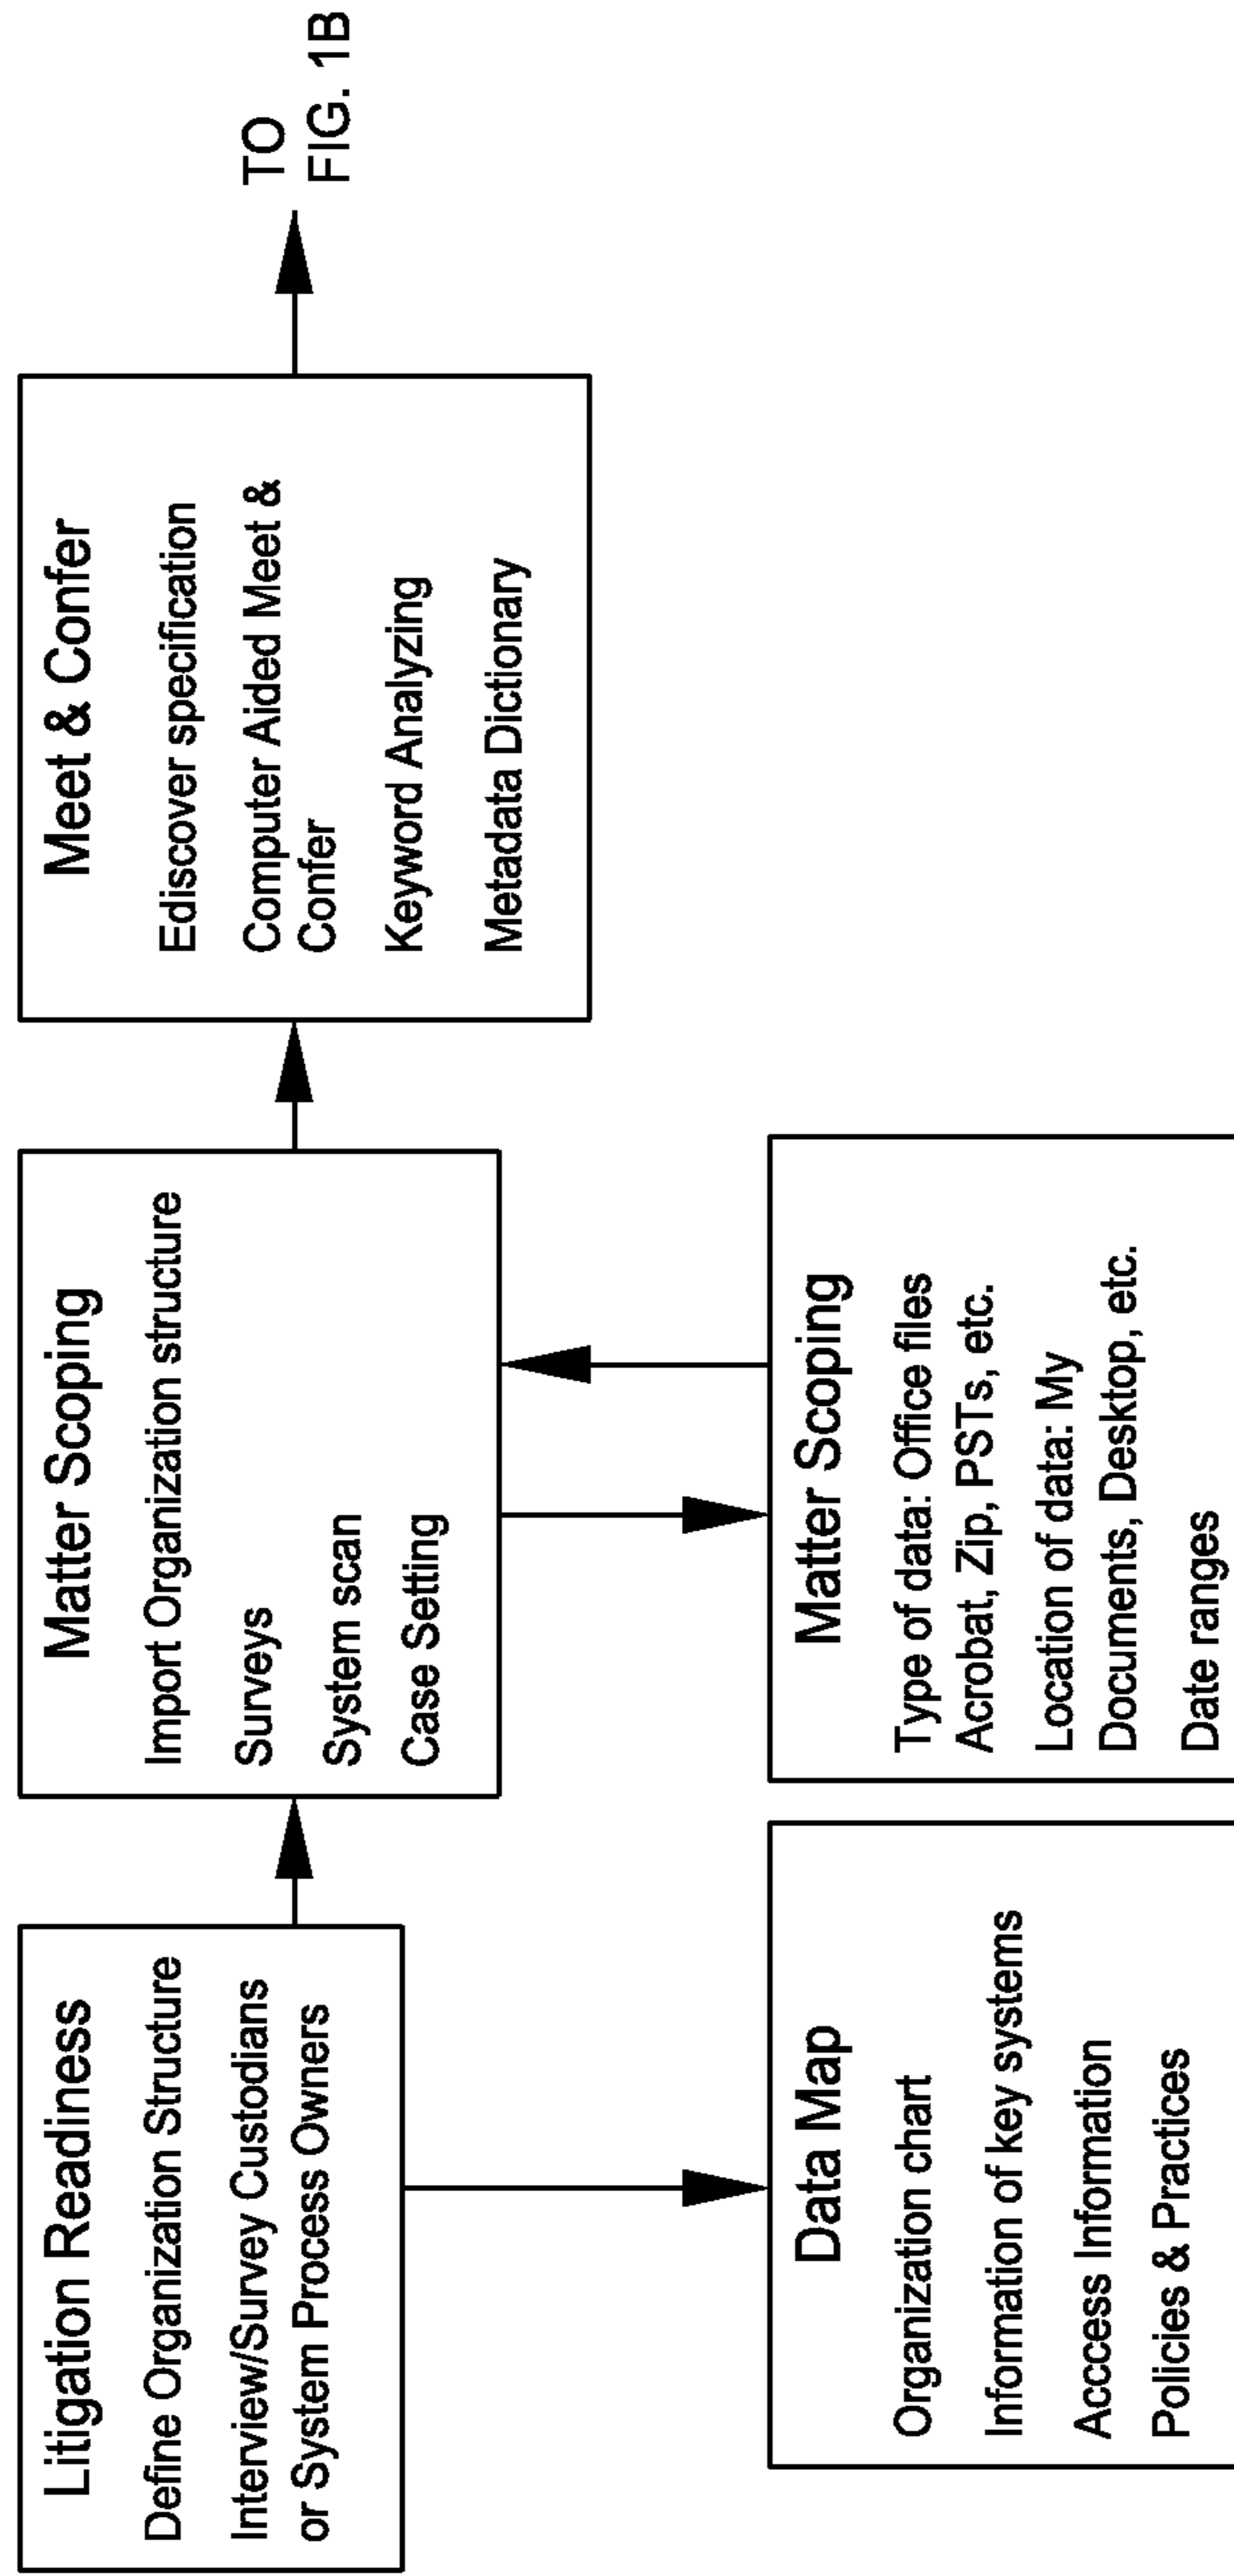 Litigation Readiness
Define Organization Structure
Interview/Survey Custodians
or System Process Owners
Matter Scoping
Import Organization structure
Surveys
System scan
Case Setting
Meet & Confer
Ediscover specification
Computer Aided Meet &
Confer
Keyword Analyzing
Metadata Dictionary
TO
FIG. 1B
Data Map
Organization chart
Information of key systems
Acccess Information
Policies & Practices
Matter Scoping
Type of data: Office files
Acrobat, Zip, PSTs, etc.
Location of data: My
Documents, Desktop, etc.
Date ranges